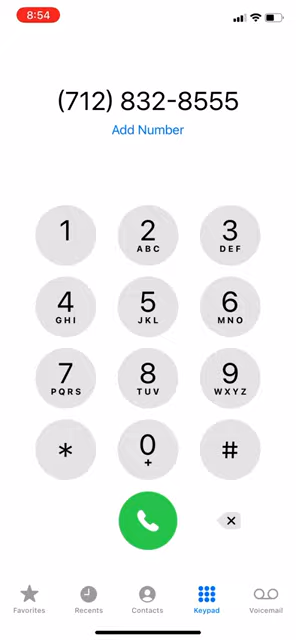 8:54
(712) 832-8555
Add Number
1 2 3
ABC DEF
4 5 6
GHI JKL MNO
7 8 9
PQRS TUV WXYZ
* 0 #
+
Favorites Recents Contacts Keypad Voicemail